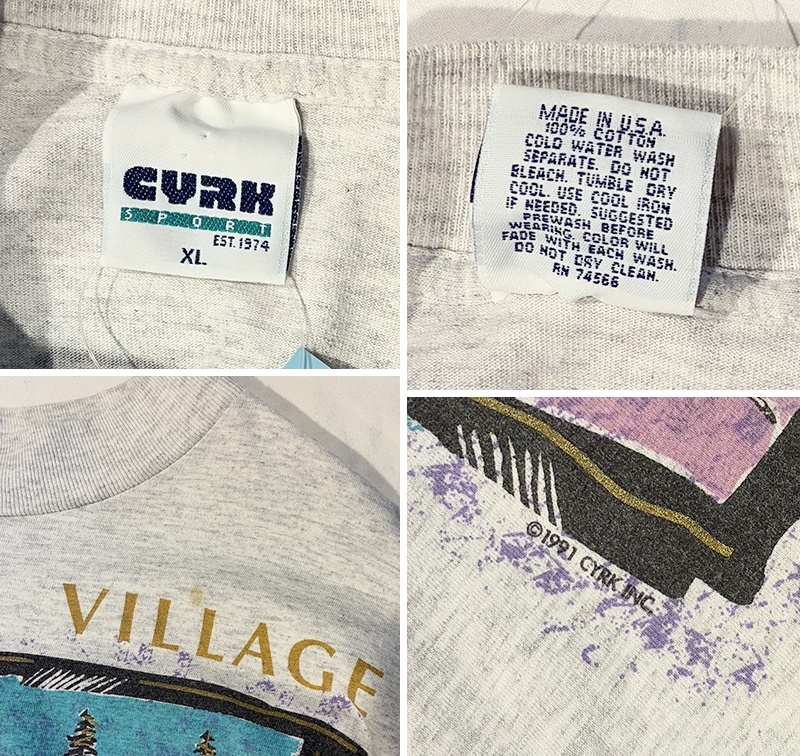 CYRK
SPORT
EST. 1974
XL
MADE IN U.S.A.
100% COTTON
COLD WATER WASH
SEPARATE. DO NOT
BLEACH. TUMBLE DRY
COOL. USE COOL IRON
IF NEEDED. SUGGESTED
PREWASH BEFORE
WEARING. COLOR WILL
FADE WITH EACH WASH.
DO NOT DRY CLEAN.
RN 74566
VILLAGE
©1991 CYRK INC.